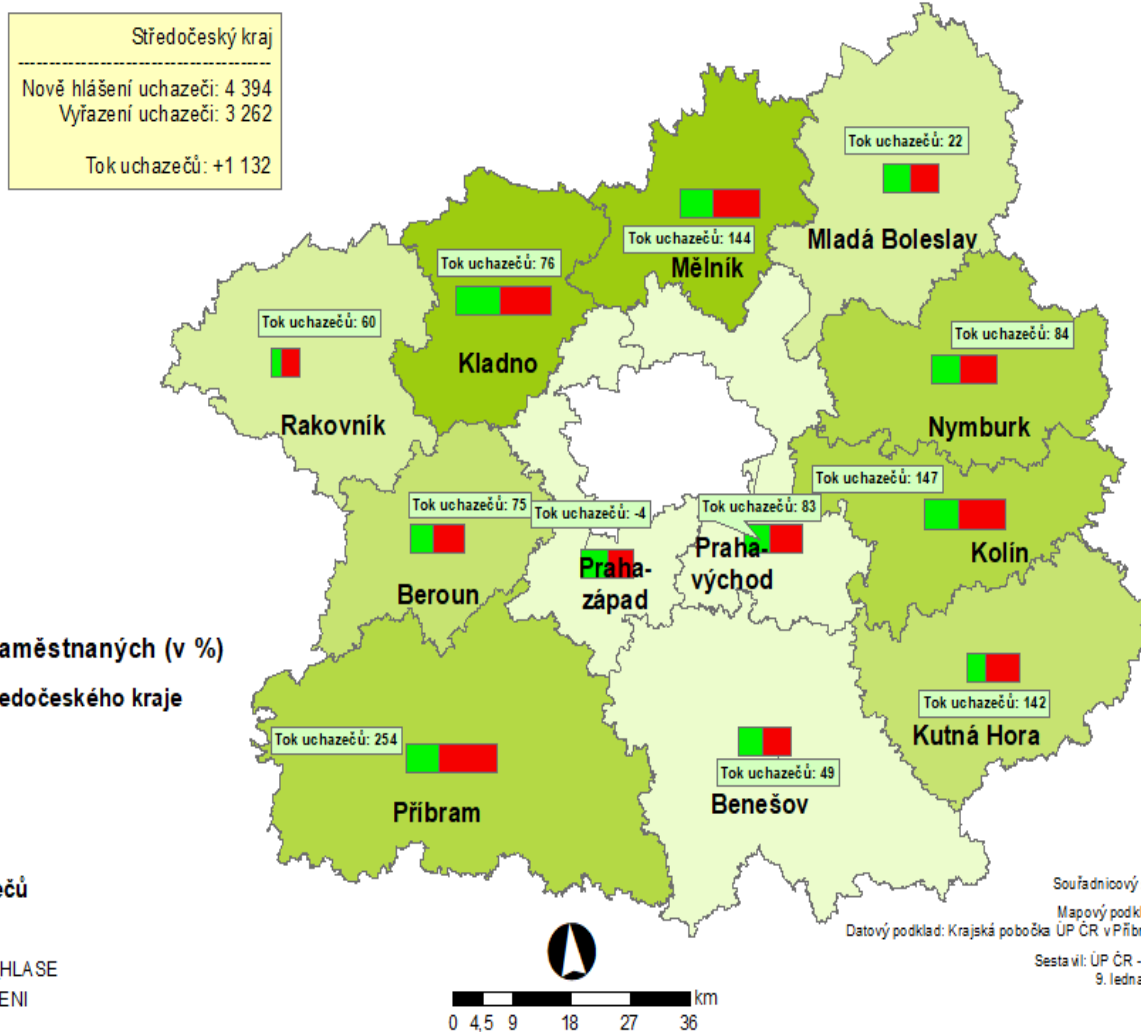 Středočeský kraj
----------------------------------------
Nově hlášení uchazeči: 4 394
Vyřazení uchazeči: 3 262
Tok uchazečů: +1 132
Tok uchazečů: 22
Mladá Boleslav
Tok uchazečů: 144
Mělník
Tok uchazečů: 76
Kladno
Tok uchazečů: 60
Rakovník
Tok uchazečů: 84
Nymburk
Tok uchazečů: 147
Kolín
Tok uchazečů: 75
Beroun
Tok uchazečů: -4
Praha-
západ
Tok uchazečů: 83
Praha-
východ
Tok uchazečů: 142
Kutná Hora
Tok uchazečů: 254
Příbram
Tok uchazečů: 49
Benešov
aměstnaných (v %)
edočeského kraje
ečů
HLASE
ENI
km
0 4,5 9 18 27 36
Souřadnicový
Mapový podkl
Datový podklad: Krajská pobočka ÚP ČR v Příbr
Sestavil: ÚP ČR -
9. ledna